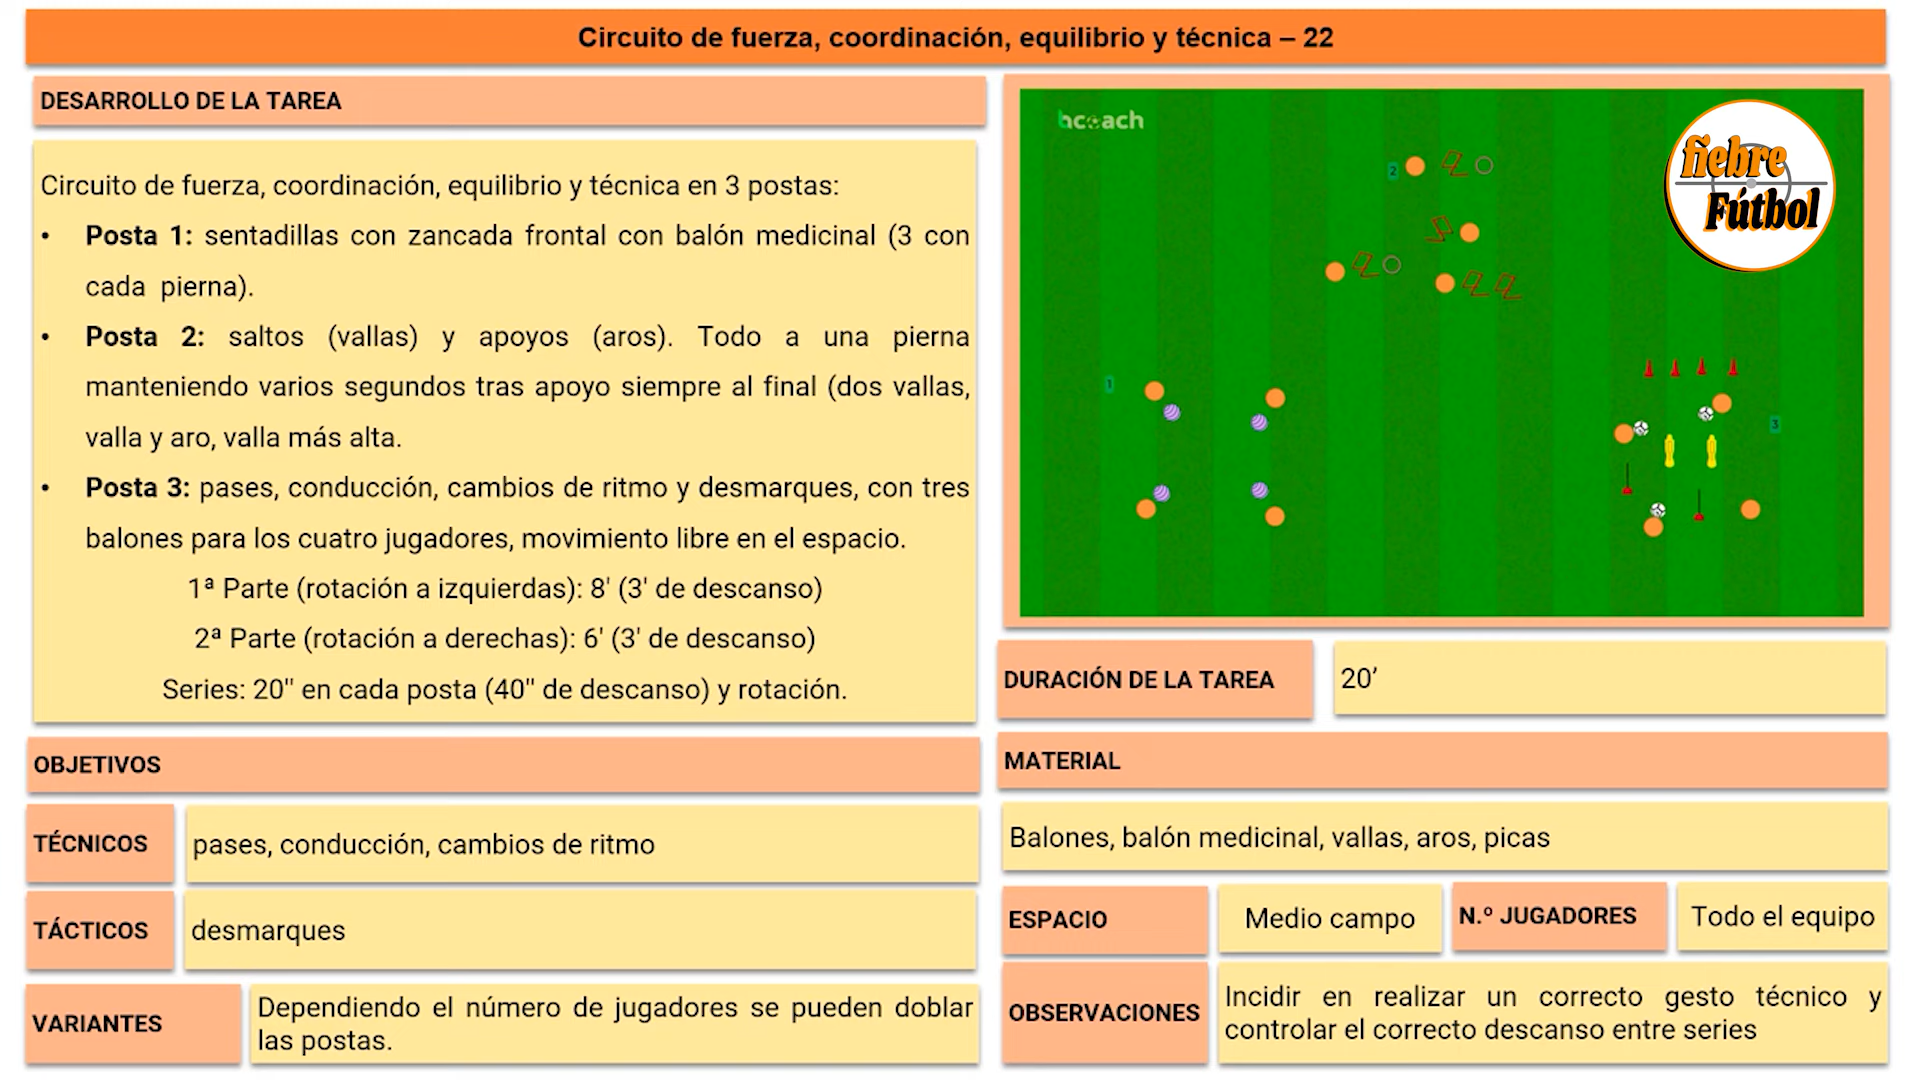 Circuito de fuerza, coordinación, equilibrio y técnica – 22
DESARROLLO DE LA TAREA
Circuito de fuerza, coordinación, equilibrio y técnica en 3 postas:
• Posta 1: sentadillas con zancada frontal con balón medicinal (3 con
cada pierna).
• Posta 2: saltos (vallas) y apoyos (aros). Todo a una pierna
manteniendo varios segundos tras apoyo siempre al final (dos vallas,
valla y aro, valla más alta.
• Posta 3: pases, conducción, cambios de ritmo y desmarques, con tres
balones para los cuatro jugadores, movimiento libre en el espacio.
1ª Parte (rotación a izquierdas): 8' (3' de descanso)
2ª Parte (rotación a derechas): 6' (3' de descanso)
Series: 20" en cada posta (40" de descanso) y rotación.
bcoach
fiebre
Fútbol
2
1
3
DURACIÓN DE LA TAREA
20’
OBJETIVOS
MATERIAL
TÉCNICOS
pases, conducción, cambios de ritmo
Balones, balón medicinal, vallas, aros, picas
TÁCTICOS
desmarques
ESPACIO
Medio campo
N.º JUGADORES
Todo el equipo
VARIANTES
Dependiendo el número de jugadores se pueden doblar
las postas.
OBSERVACIONES
Incidir en realizar un correcto gesto técnico y
controlar el correcto descanso entre series